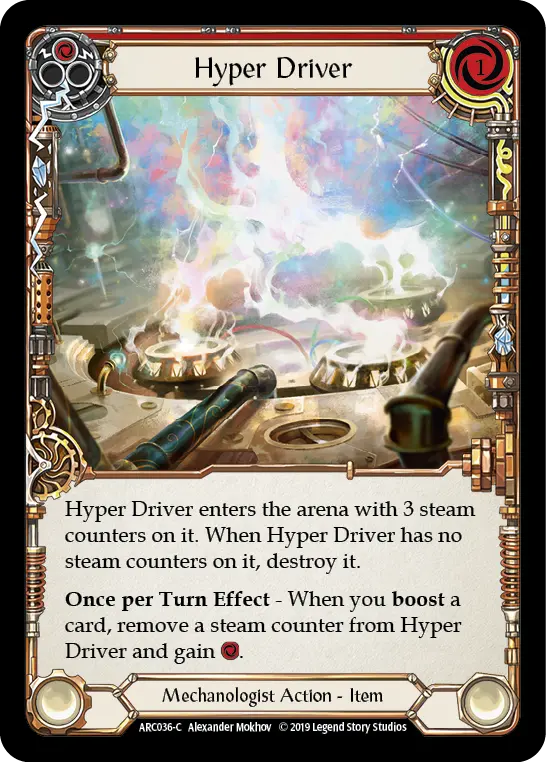 Hyper Driver
1
Hyper Driver enters the arena with 3 steam
counters on it. When Hyper Driver has no
steam counters on it, destroy it.
Once per Turn Effect - When you boost a
card, remove a steam counter from Hyper
Driver and gain .
Mechanologist Action - Item
ARC036-C Alexander Mokhov © 2019 Legend Story Studios